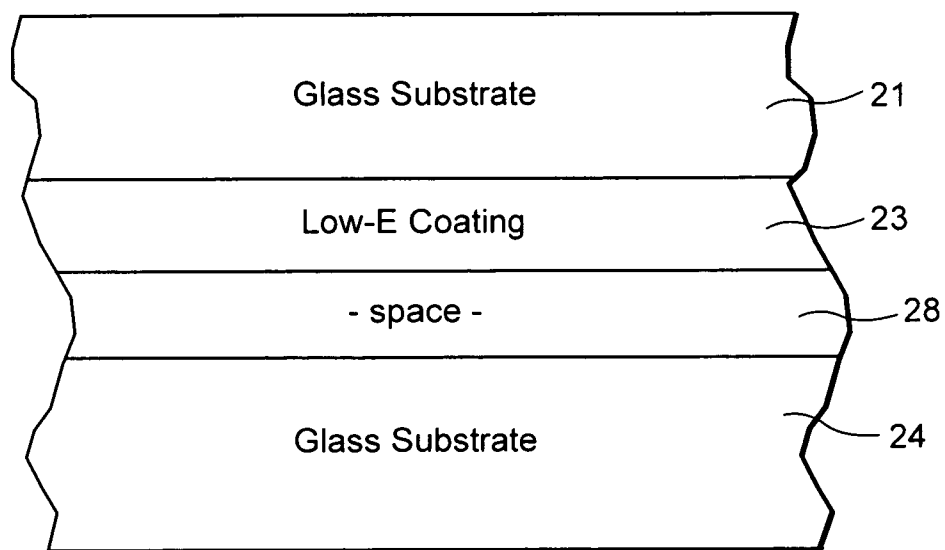 Glass Substrate 21
Low-E Coating 23
- space - 28
Glass Substrate 24